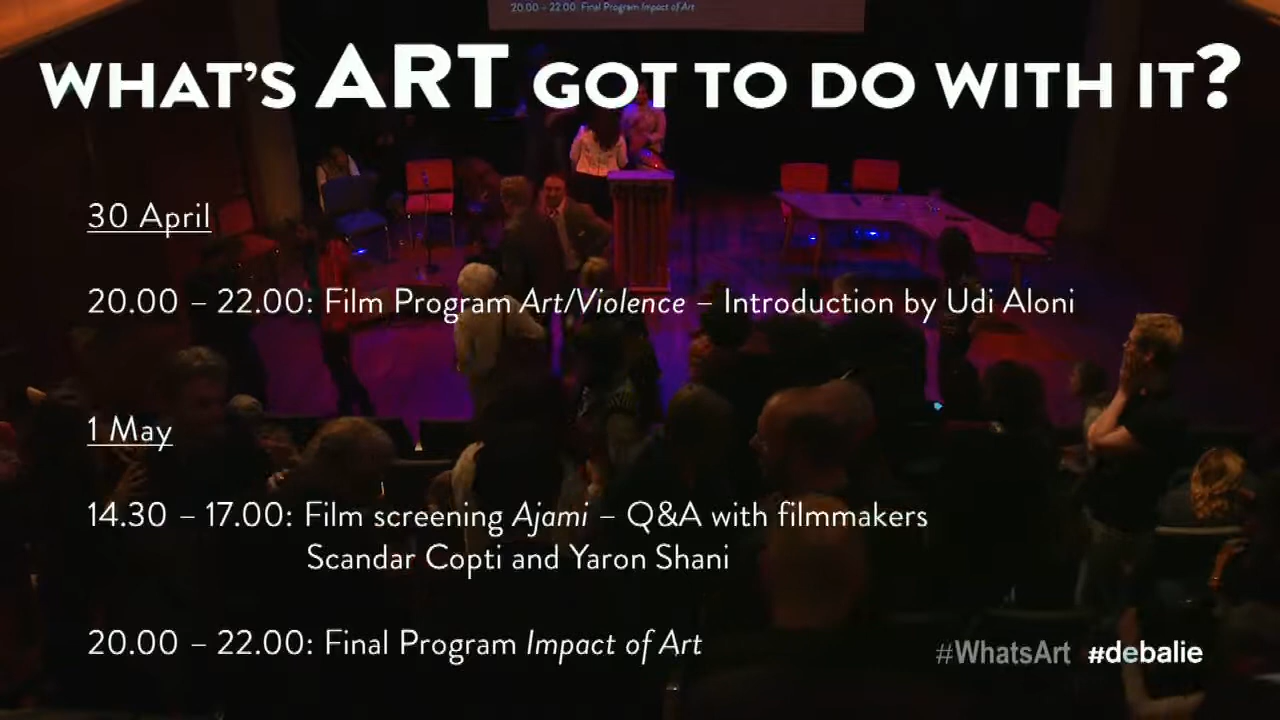 20.00 – 22.00: Final Program Impact of Art
WHAT'S ART GOT TO DO WITH IT?
30 April
20.00 – 22.00: Film Program Art/Violence – Introduction by Udi Aloni
1 May
14.30 – 17.00: Film screening Ajami – Q&A with filmmakers
Scandar Copti and Yaron Shani
20.00 – 22.00: Final Program Impact of Art
#WhatsArt #debalie